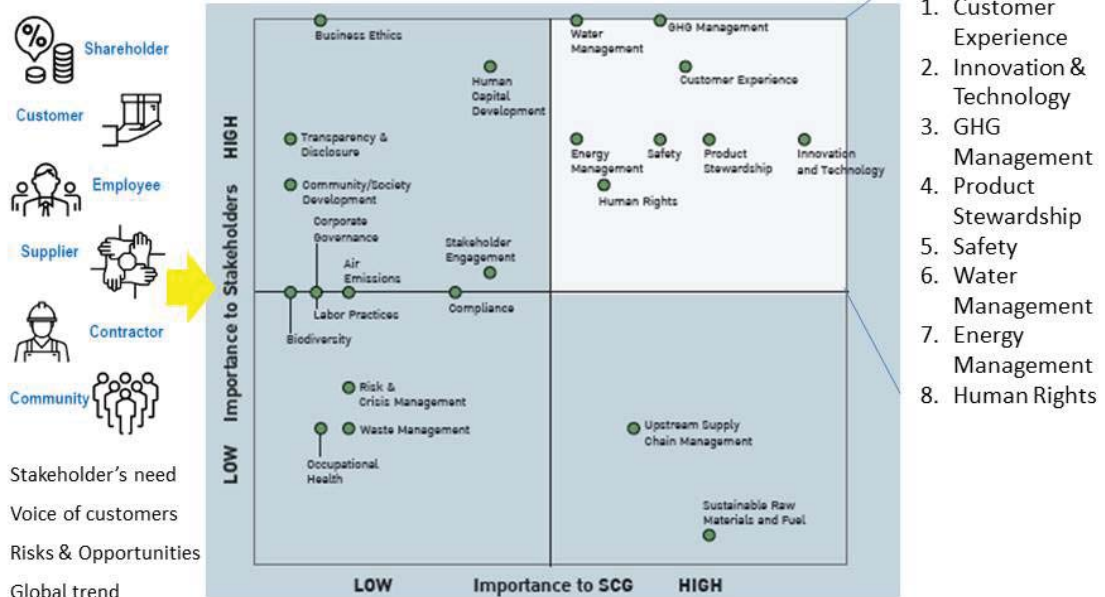 %
Shareholder
Customer
Employee
Supplier
Contractor
Community
Stakeholder's need
Voice of customers
Risks & Opportunities
Global trend
LOW Importance to Stakeholders HIGH
Business Ethics
Human
Capital
Development
Transparency &
Disclosure
Community/Society
Development
Corporate
Governance
Air
Emissions
Stakeholder
Engagement
Labor Practices
Compliance
Biodiversity
Water
Management
GHG Management
Customer Experience
Energy
Management
Safety
Product
Stewardship
Innovation
and Technology
Human Rights
Risk &
Crisis Management
Waste Management
Occupational
Health
Upstream Supply
Chain Management
Sustainable Raw
Materials and Fuel
LOW Importance to SCG HIGH
1. Customer
Experience
2. Innovation &
Technology
3. GHG
Management
4. Product
Stewardship
5. Safety
6. Water
Management
7. Energy
Management
8. Human Rights